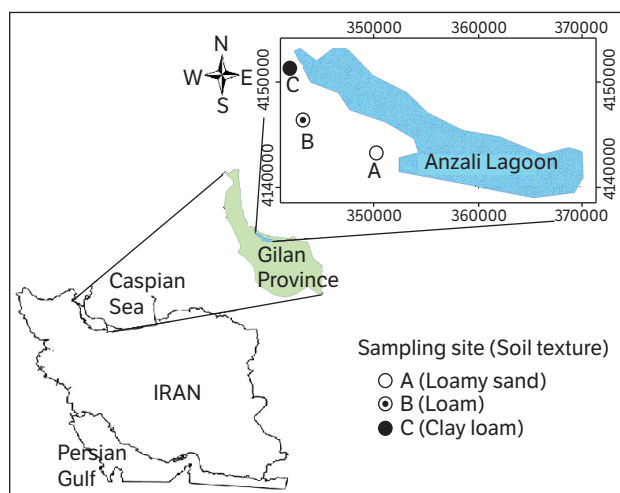 350000 360000 370000
N
W E
S
4150000
4140000
C
B
A
Anzali Lagoon
4150000
4140000
350000 360000 370000
Gilan
Province
Caspian
Sea
IRAN
Persian
Gulf
Sampling site (Soil texture)
A (Loamy sand)
B (Loam)
C (Clay loam)